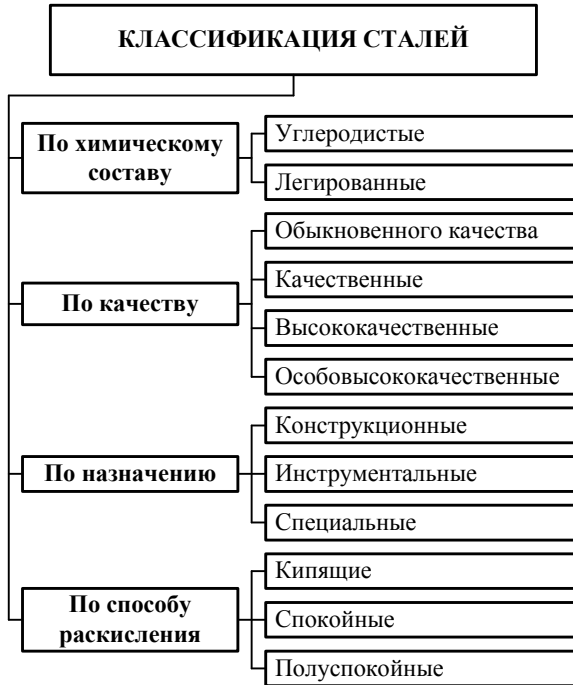 КЛАССИФИКАЦИЯ СТАЛЕЙ
По химическому
составу
Углеродистые
Легированные
По качеству
Обыкновенного качества
Качественные
Высококачественные
Особовысококачественные
По назначению
Конструкционные
Инструментальные
Специальные
По способу
раскисления
Кипящие
Спокойные
Полуспокойные